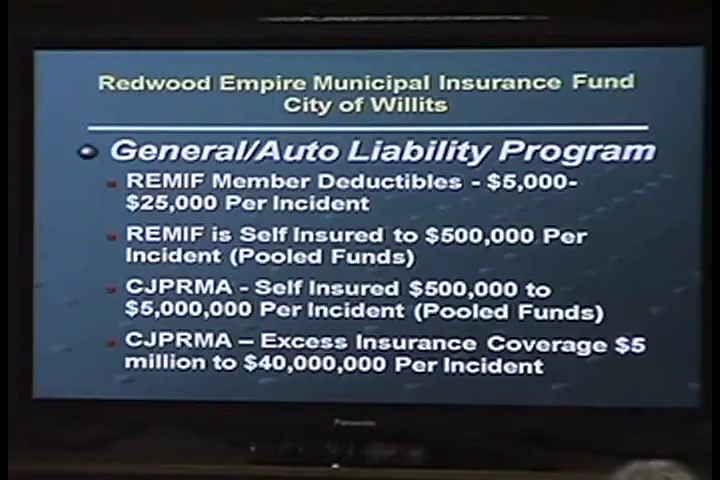 Redwood Empire Municipal Insurance Fund
City of Willits
General/Auto Liability Program
REMIF Member Deductibles - $5,000-
$25,000 Per Incident
REMIF is Self Insured to $500,000 Per
Incident (Pooled Funds)
CJPRMA - Self Insured $500,000 to
$5,000,000 Per Incident (Pooled Funds)
CJPRMA – Excess Insurance Coverage $5
million to $40,000,000 Per Incident
Panasonic